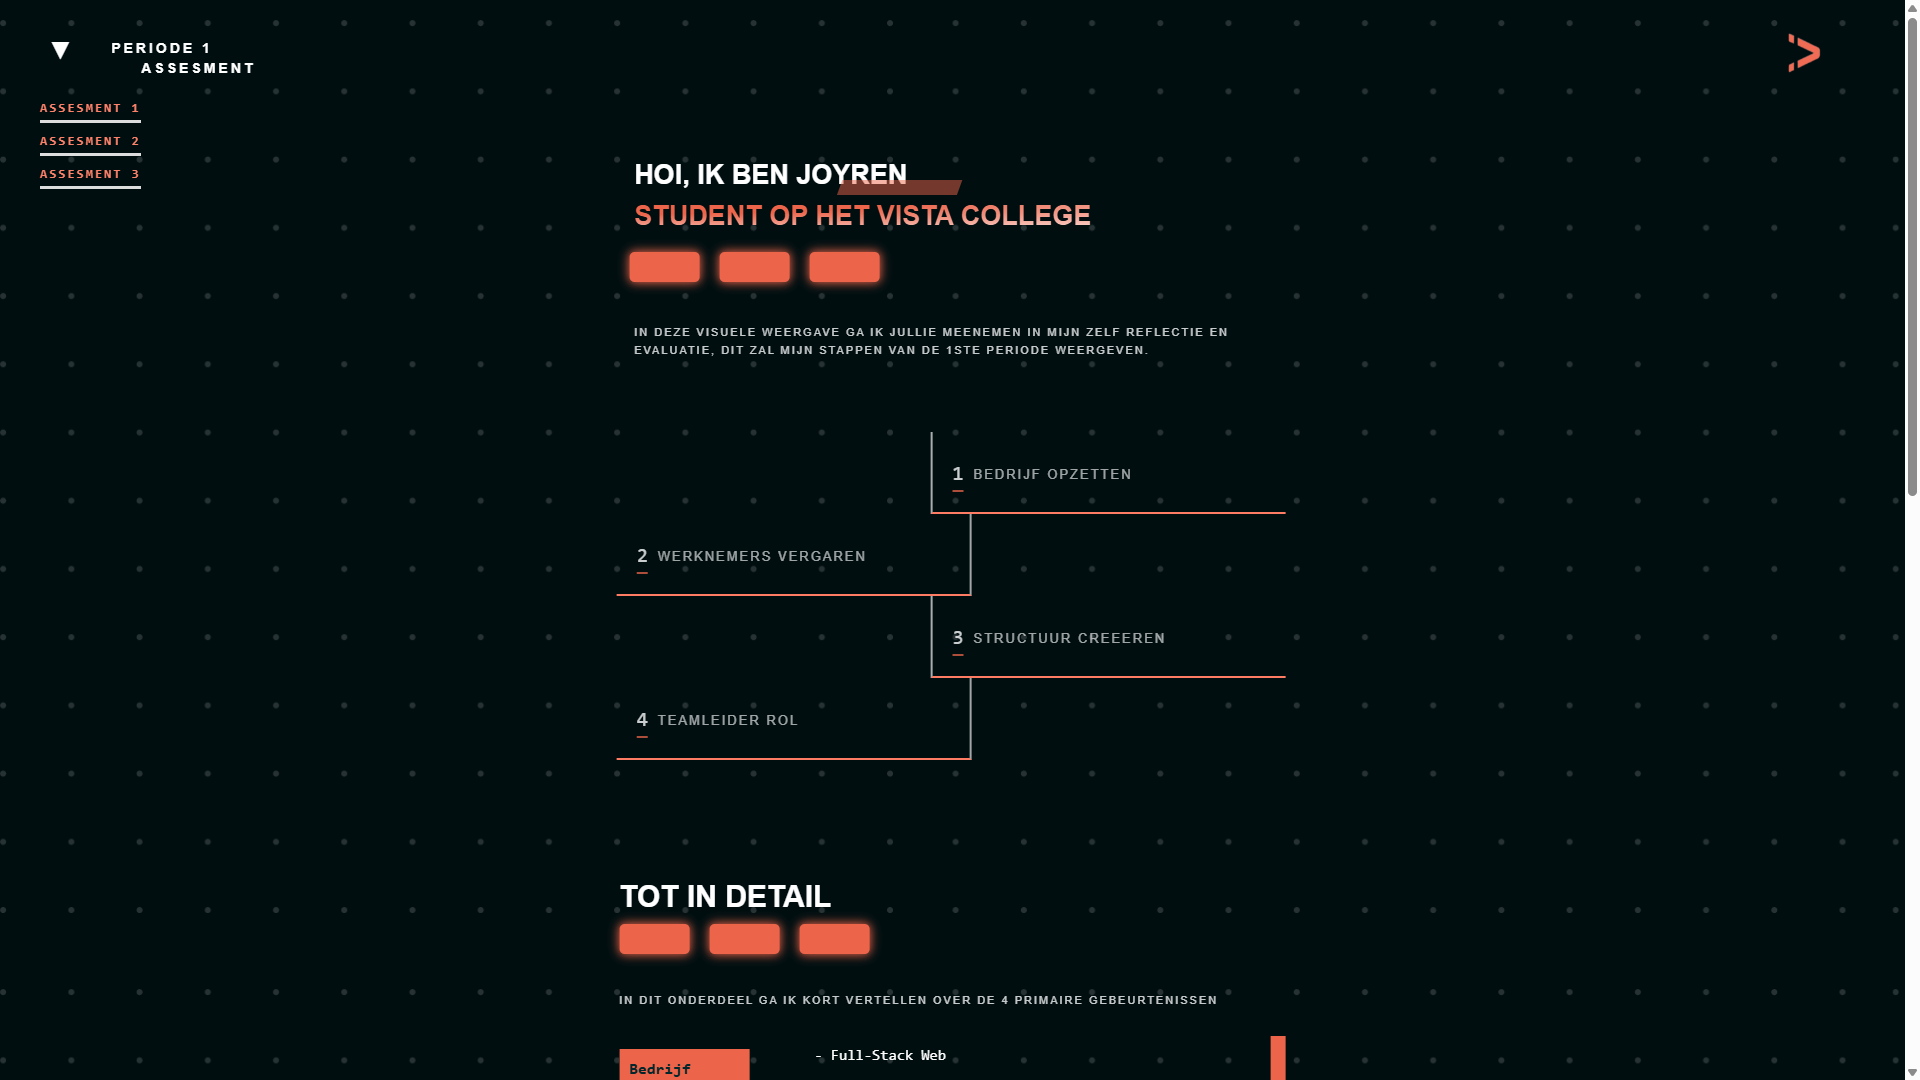 PERIODE 1
ASSESMENT
ASSESMENT 1
ASSESMENT 2
ASSESMENT 3
HOI, IK BEN JOYREN
STUDENT OP HET VISTA COLLEGE
IN DEZE VISUELE WEERGAVE GA IK JULLIE MEENEMEN IN MIJN ZELF REFLECTIE EN
EVALUATIE, DIT ZAL MIJN STAPPEN VAN DE 1STE PERIODE WEERGEVEN.
1 BEDRIJF OPZETTEN
2 WERKNEMERS VERGAREN
3 STRUCTUUR CREEEREN
4 TEAMLEIDER ROL
TOT IN DETAIL
IN DIT ONDERDEEL GA IK KORT VERTELLEN OVER DE 4 PRIMAIRE GEBEURTENISSEN
- Full-Stack Web
Bedrijf